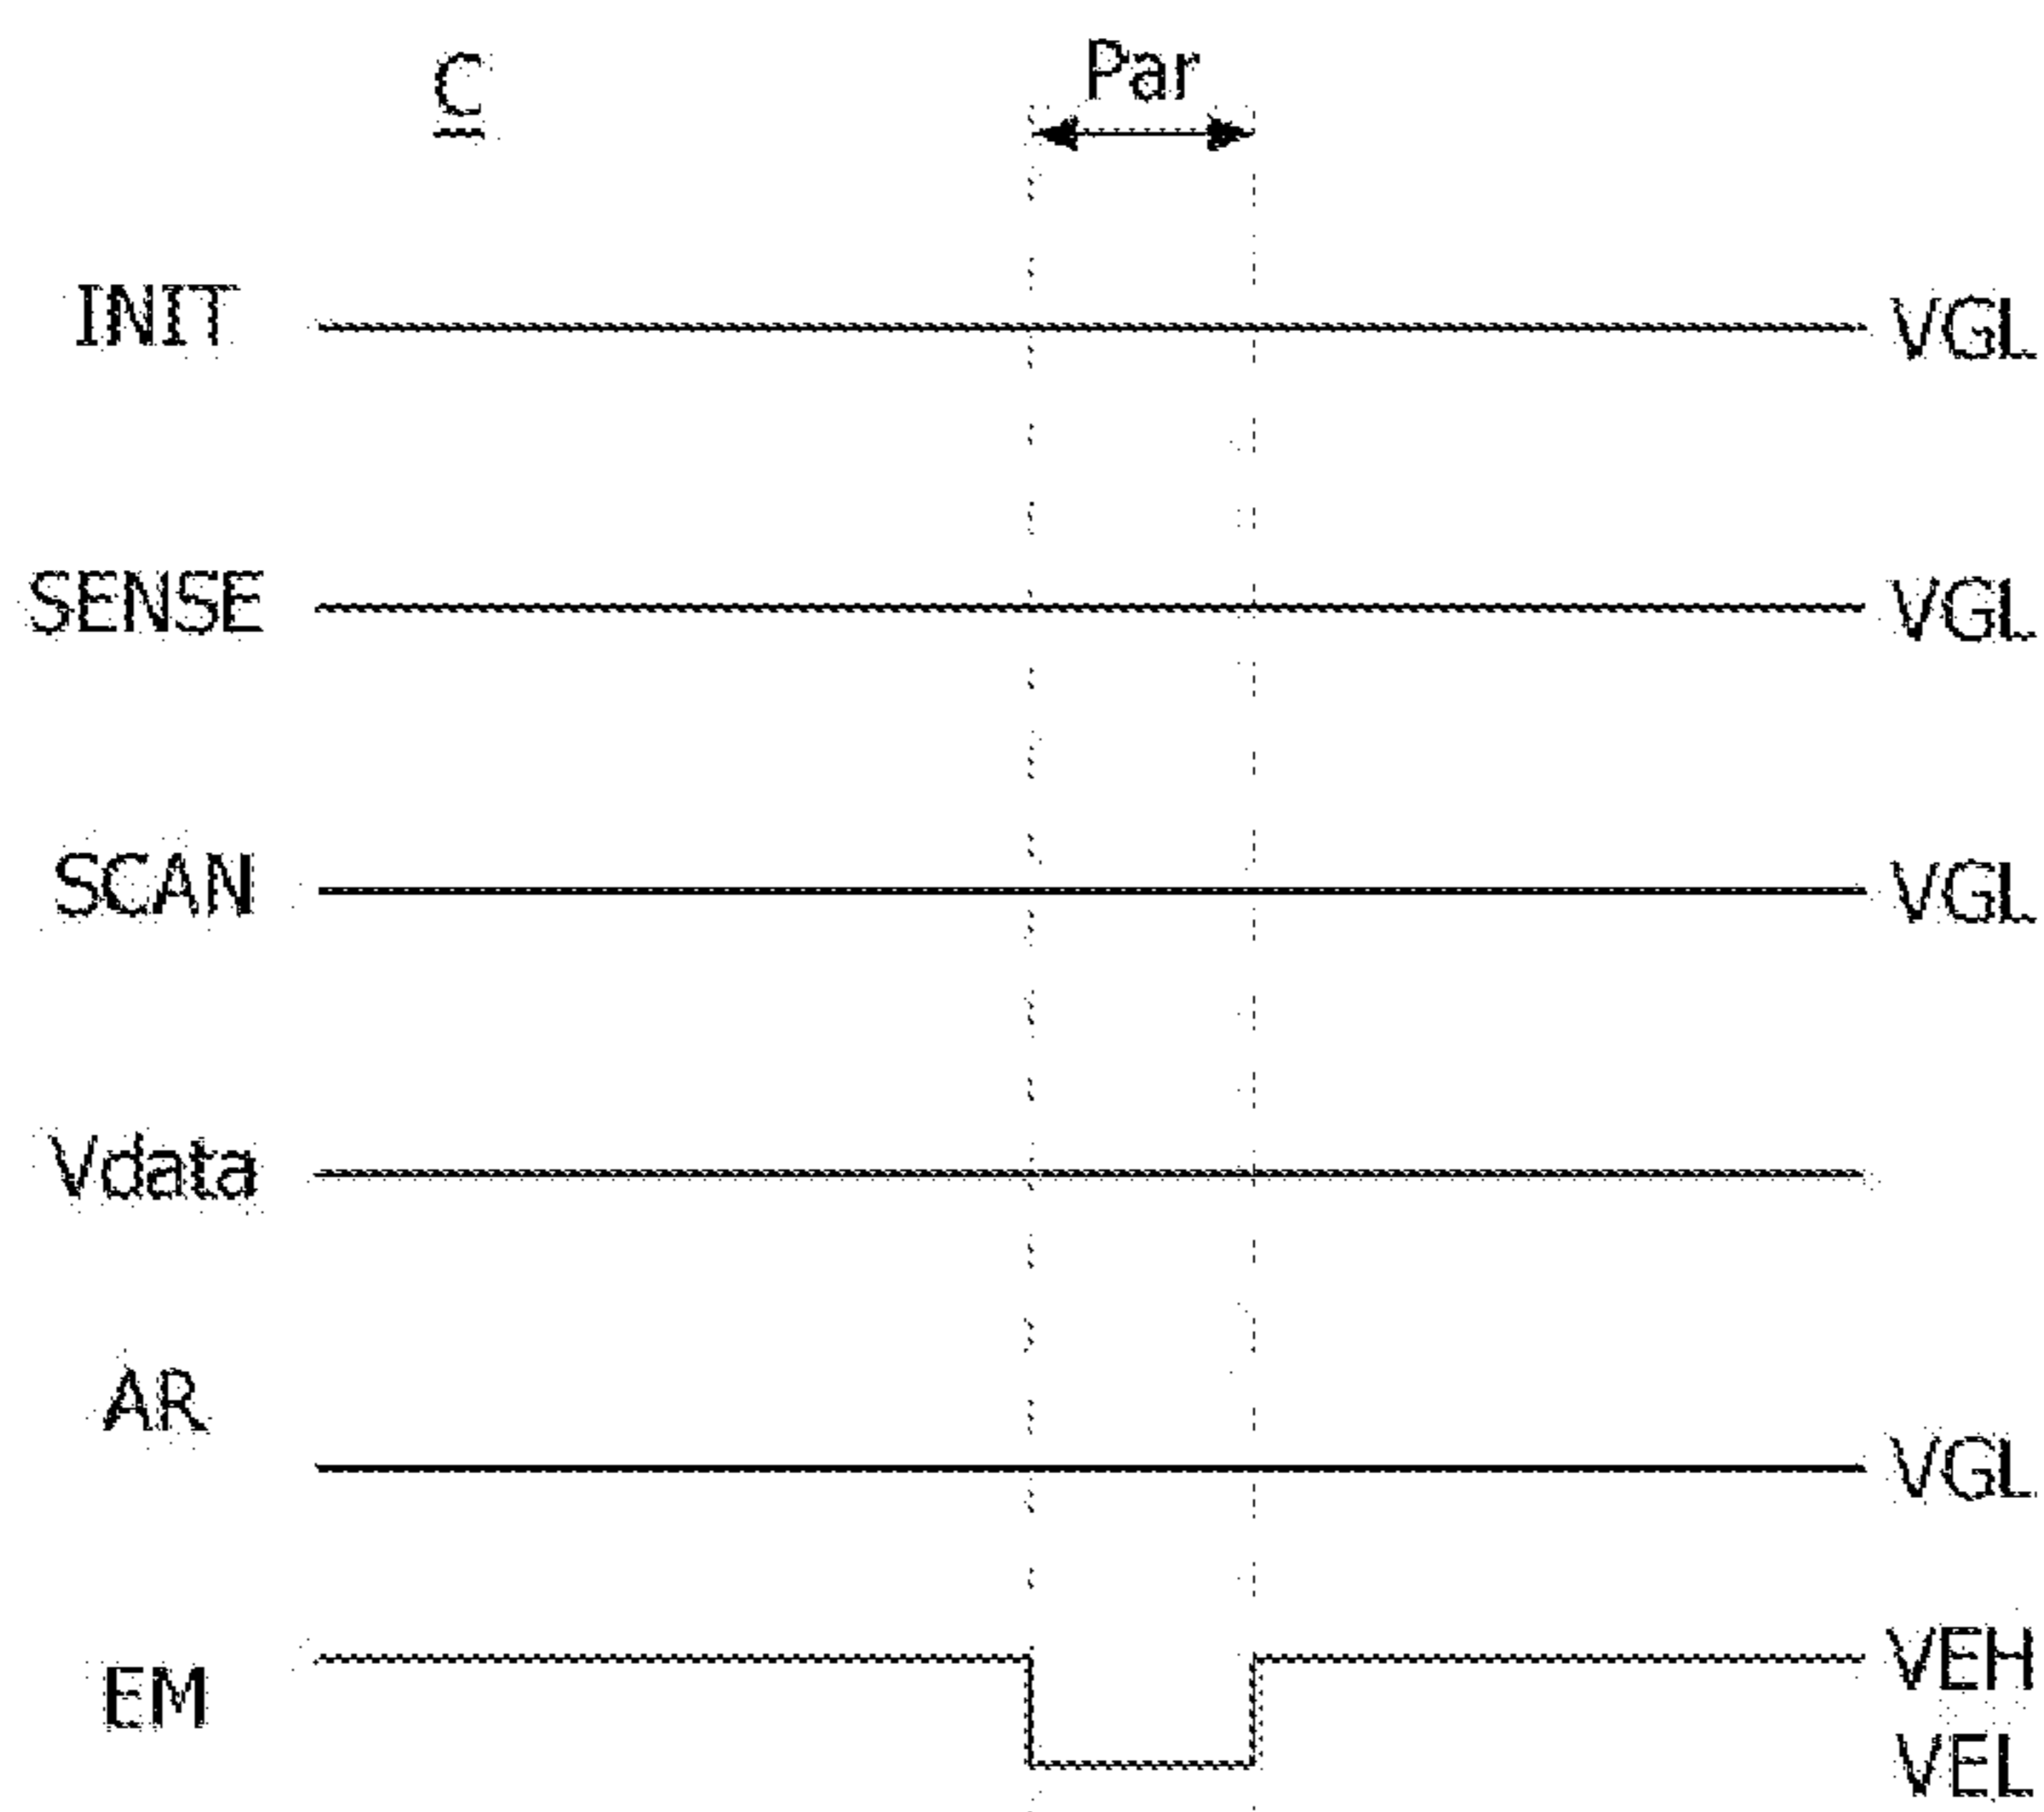 C Par
INIT VGL
SENSE VGL
SCAN VGL
Vdata
AR
VGL
EM VEH
VEL